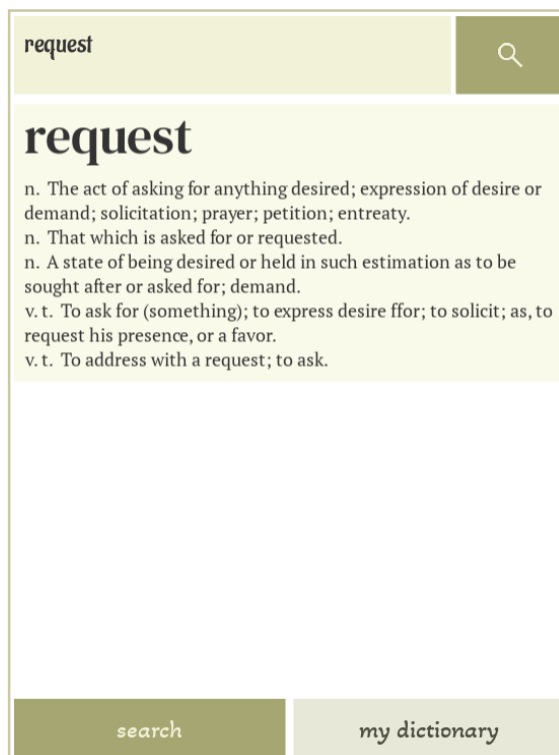 request
request
n. The act of asking for anything desired; expression of desire or
demand; solicitation; prayer; petition; entreaty.
n. That which is asked for or requested.
n. A state of being desired or held in such estimation as to be
sought after or asked for; demand.
v. t. To ask for (something); to express desire ffor; to solicit; as, to
request his presence, or a favor.
v. t. To address with a request; to ask.
search
my dictionary